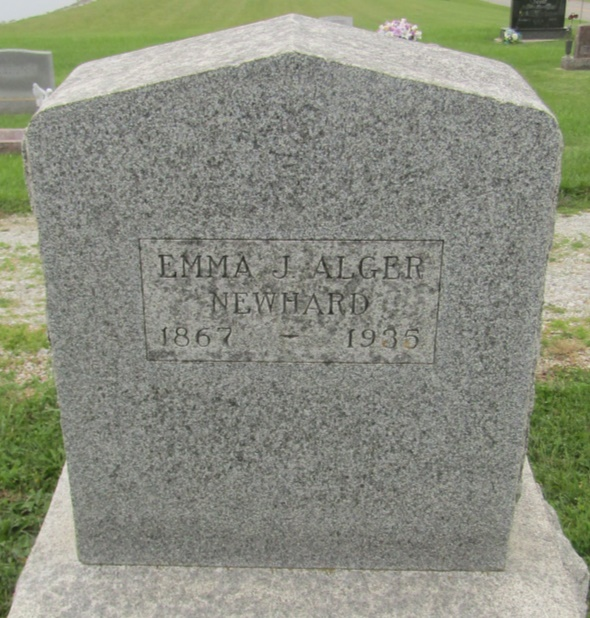 EMMA J. ALGER
NEWHARD
1867 - 1935